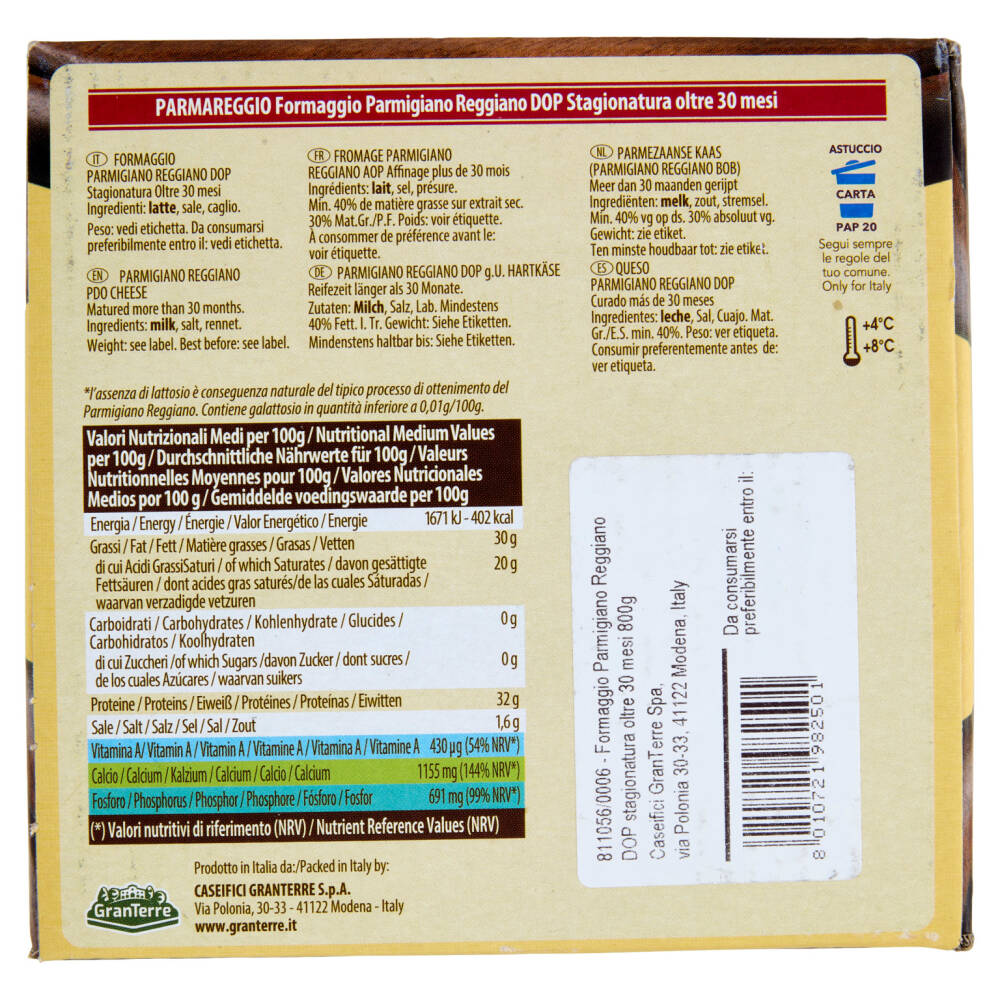 PARMAREGGIO Formaggio Parmigiano Reggiano DOP Stagionatura oltre 30 mesi
IT FORMAGGIO
PARMIGIANO REGGIANO DOP
Stagionatura Oltre 30 mesi
Ingredienti: latte, sale, caglio.
Peso: vedi etichetta. Da consumarsi
preferibilmente entro il: vedi etichetta.
EN PARMIGIANO REGGIANO
PDO CHEESE
Matured more than 30 months.
Ingredients: milk, salt, rennet.
Weight: see label. Best before: see label.
FR FROMAGE PARMIGIANO
REGGIANO AOP Affinage plus de 30 mois
Ingrédients: lait, sel, présure.
Min. 40% de matière grasse sur extrait sec.
30% Mat.Gr./P.F. Poids: voir étiquette.
À consommer de préférence avant le:
voir étiquette.
DE PARMIGIANO REGGIANO DOP g.U. HARTKÄSE
Reifezeit länger als 30 Monate.
Zutaten: Milch, Salz, Lab. Mindestens
40% Fett. I. Tr. Gewicht: Siehe Etiketten.
Mindestens haltbar bis: Siehe Etiketten.
NL PARMEZAANSE KAAS
(PARMIGIANO REGGIANO BOB)
Meer dan 30 maanden gerijpt
Ingrediënten: melk, zout, stremsel.
Min. 40% vg op ds. 30% absoluut vg.
Gewicht: zie etiket.
Ten minste houdbaar tot: zie etiket.
ES QUESO
PARMIGIANO REGGIANO DOP
Curado más de 30 meses
Ingredientes: leche, Sal, Cuajo. Mat.
Gr./E.S. min. 40%. Peso: ver etiqueta.
Consumir preferentemente antes de:
ver etiqueta.
ASTUCCIO
CARTA
PAP 20
Segui sempre
le regole del
tuo comune.
Only for Italy
+4°C
+8°C
*l'assenza di lattosio è conseguenza naturale del tipico processo di ottenimento del
Parmigiano Reggiano. Contiene galattosio in quantità inferiore a 0,01g/100g.
Valori Nutrizionali Medi per 100g / Nutritional Medium Values
per 100g / Durchschnittliche Nährwerte für 100g / Valeurs
Nutritionnelles Moyennes pour 100g / Valores Nutricionales
Medios por 100 g / Gemiddelde voedingswaarde per 100g
Energia / Energy / Énergie / Valor Energético / Energie 1671 kJ - 402 kcal
Grassi / Fat / Fett / Matière grasses / Grasas / Vetten 30 g
di cui Acidi GrassiSaturi / of which Saturates / davon gesättigte 20 g
Fettsäuren / dont acides gras saturés/de las cuales Sáturadas /
waarvan verzadigde vetzuren
Carboidrati / Carbohydrates / Kohlenhydrate / Glucides / 0 g
Carbohidratos / Koolhydraten
di cui Zuccheri /of which Sugars /davon Zucker / dont sucres / 0 g
de los cuales Azúcares / waarvan suikers
Proteine / Proteins / Eiweiß / Protéines / Proteínas / Eiwitten 32 g
Sale / Salt / Salz / Sel / Sal / Zout 1,6 g
Vitamina A/ Vitamin A / Vitamin A / Vitamine A / Vitamina A / Vitamine A 430 µg (54% NRV*)
Calcio / Calcium / Kalzium / Calcium / Calcio / Calcium 1155 mg (144% NRV*)
Fosforo / Phosphorus / Phosphor / Phosphore / Fósforo / Fosfor 691 mg (99% NRV*)
(*) Valori nutritivi di riferimento (NRV) / Nutrient Reference Values (NRV)
Prodotto in Italia da:/Packed in Italy by:
CASEIFICI GRANTERRE S.p.A.
Via Polonia, 30-33 - 41122 Modena - Italy
www.granterre.it
GranTerre
811056/0006 - Formaggio Parmigiano Reggiano
DOP stagionatura oltre 30 mesi 800g
Caseifici GranTerre Spa,
via Polonia 30-33, 41122 Modena, Italy
Da consumarsi
preferibilmente entro il:
8 010721 982501